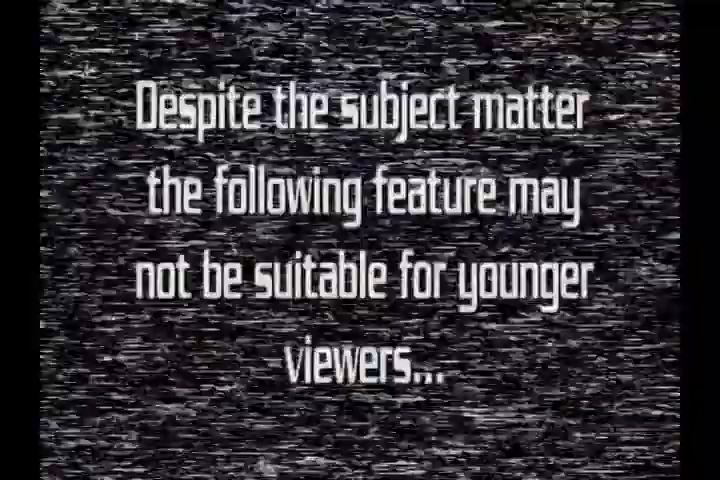 Despite the subject matter
the following feature may
not be suitable for younger
viewers...